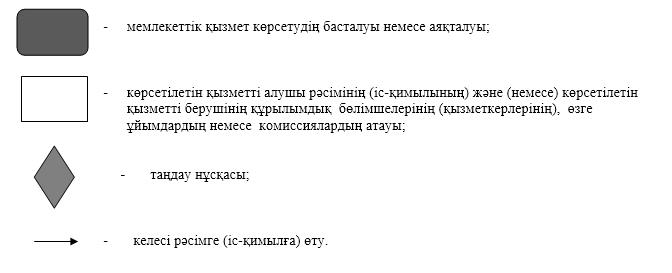 - мемлекеттік қызмет көрсетудің басталуы немесе аяқталуы;
- көрсетілетін қызметті алушы рәсімінің (іс-қимылының) және (немесе) көрсетілетін
қызметті берушінің құрылымдық бөлімшелерінің (қызметкерлерінің), өзге
ұйымдардың немесе комиссиялардың атауы;
- таңдау нұсқасы;
- келесі рәсімге (іс-қимылға) өту.